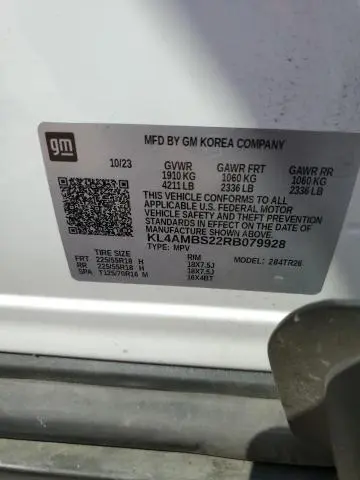 gm
MFD BY GM KOREA COMPANY
10/23 GVWR GAWR FRT GAWR RR
1910 KG 1060 KG 1060 KG
4211 LB 2336 LB 2336 LB
THIS VEHICLE CONFORMS TO ALL
APPLICABLE U.S. FEDERAL MOTOR
VEHICLE SAFETY AND THEFT PREVENTION
STANDARDS IN EFFECT ON THE DATE
OF MANUFACTURE SHOWN ABOVE.
KL4AMBS22RB079928
TYPE: MPV
TIRE SIZE RIM MODEL: 284TR26
FRT 225/55R18 H 18X7.5J
RR 225/55R18 H 18X7.5J
SPA T125/70R16 M 16X4BT